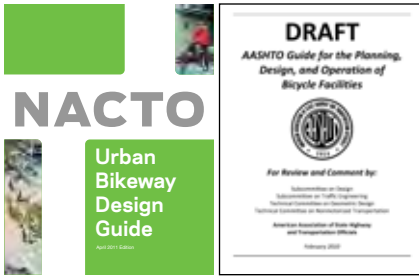 NACTO
Urban
Bikeway
Design
Guide
April 2011 Edition
DRAFT
AASHTO Guide for the Planning,
Design, and Operation of
Bicycle Facilities
For Review and Comment by:
Subcommittee on Design
Subcommittee on Traffic Engineering
Technical Committee on Geometric Design
Technical Committee on Nonmotorized Transportation
American Association of State Highway
and Transportation Officials
February 2010